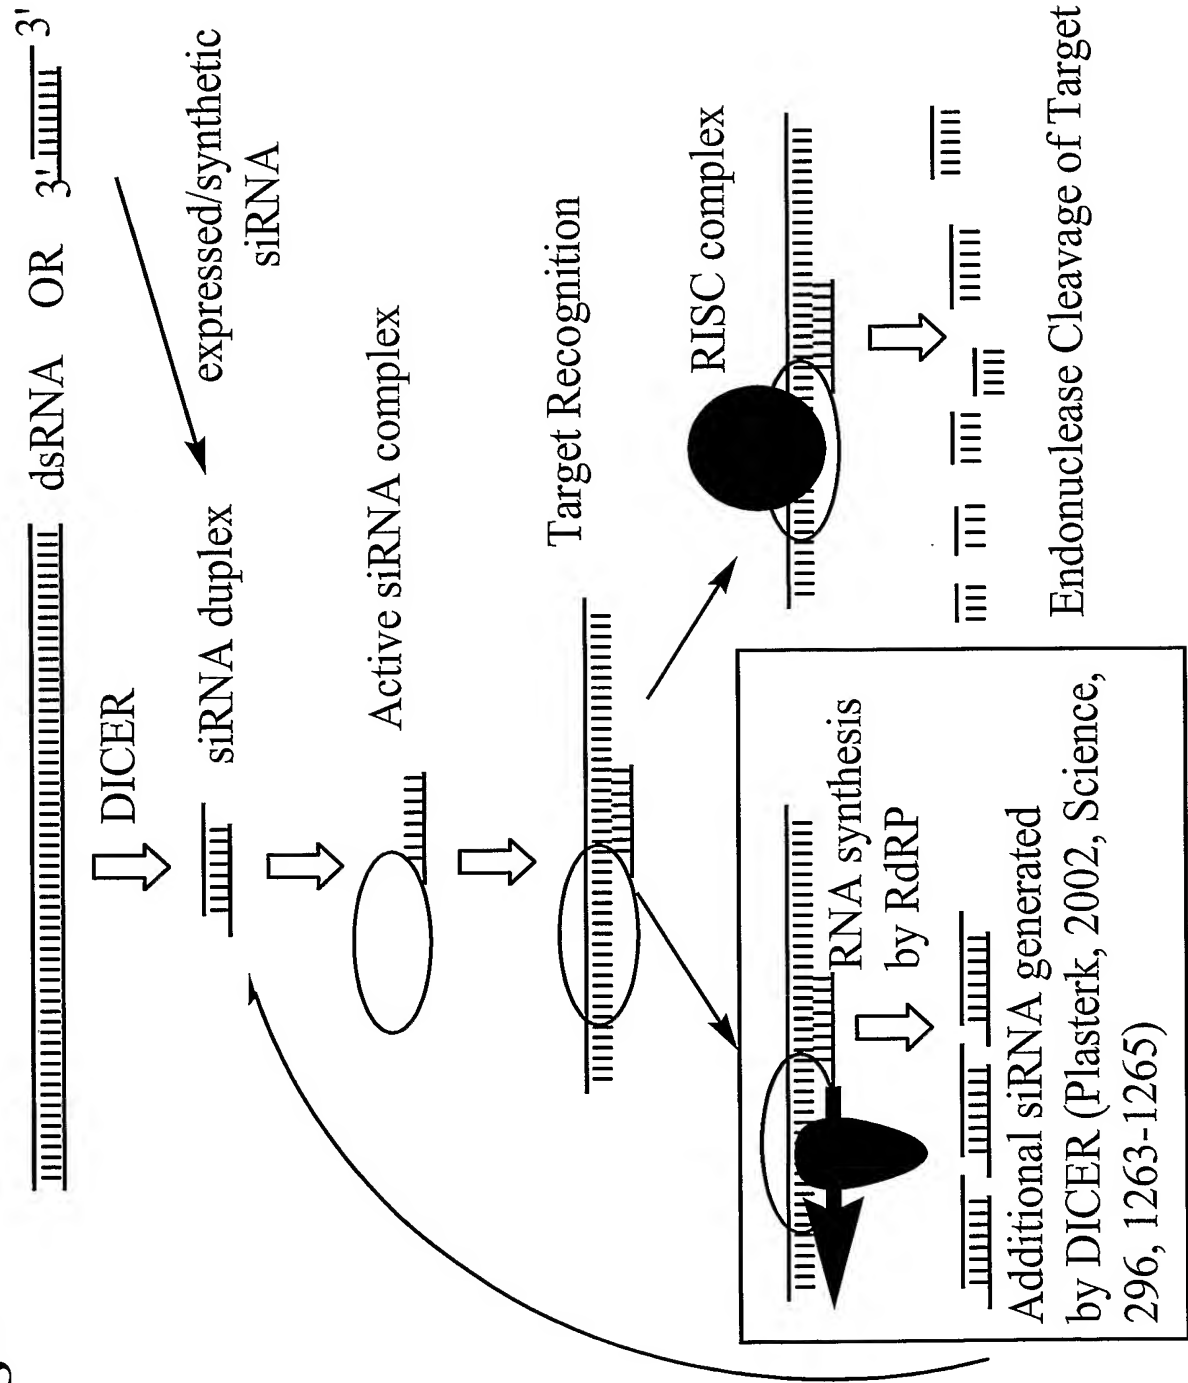 dsRNA OR 3' 3'
DICER
expressed/synthetic
siRNA
siRNA duplex
Active siRNA complex
Target Recognition
RISC complex
Endonuclease Cleavage of Target
RNA synthesis
by RdRP
Additional siRNA generated
by DICER (Plasterk, 2002, Science,
296, 1263-1265)